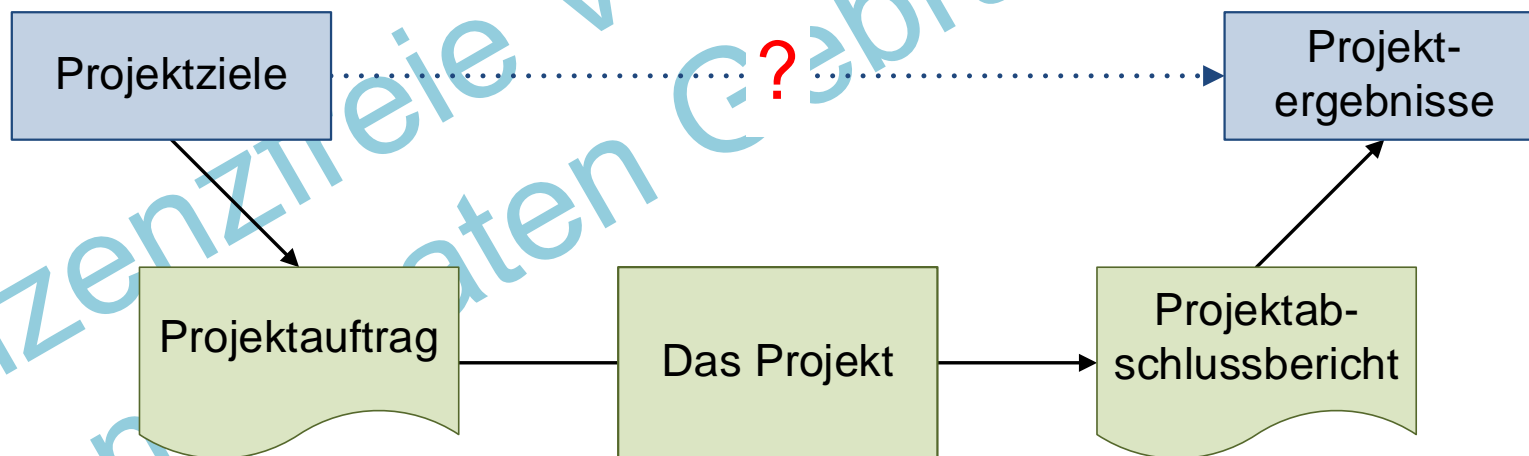 Projektziele
?
Projekt-
ergebnisse
Projektauftrag
Das Projekt
Projektab-
schlussbericht